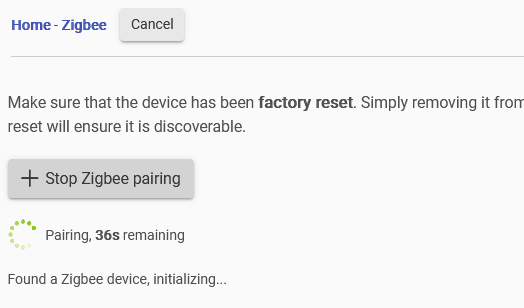 Home - Zigbee Cancel
Make sure that the device has been factory reset. Simply removing it from
reset will ensure it is discoverable.
Stop Zigbee pairing
Pairing, 36s remaining
Found a Zigbee device, initializing...